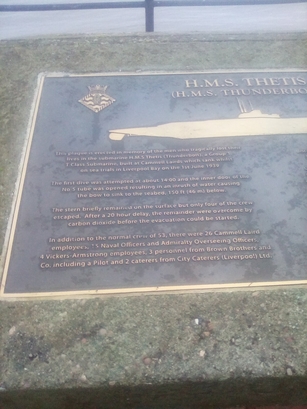 H.M.S. THETIS
(H.M.S. THUNDERBO
This plaque is erected in memory of the men who tragically lost their
lives in the submarine H.M.S. Thetis (Thunderbolt) a Group
T Class Submarine, built at Cammell Lairds which sank while
on sea trials in Liverpool Bay on the 1st June 1939
The first dive was attempted at about 14.00 and the inner door of the
No.5 tube was opened resulting in an inrush of water causing
the bow to sink to the seabed, 150 ft (46 m) below.
The stern briefly remained on the surface but only four of the crew
escaped. After a 20 hour delay, the remainder were overcome by
carbon dioxide before the evacuation could be started.
In addition to the normal crew of 53, there were 26 Cammell Laird
employees, 15 Naval Officers and Admiralty Overseeing Officers,
4 Vickers-Armstrong employees, 3 personnel from Brown Brothers and
Co. including a Pilot and 2 caterers from City Caterers (Liverpool) Ltd.